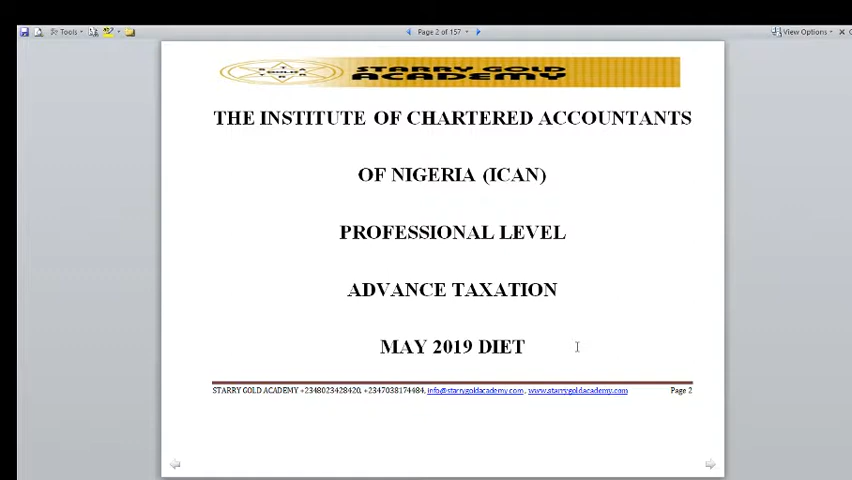 Tools
Page 2 of 157
View Options
STARRY GOLD
ACADEMY
THE INSTITUTE OF CHARTERED ACCOUNTANTS
OF NIGERIA (ICAN)
PROFESSIONAL LEVEL
ADVANCE TAXATION
MAY 2019 DIET
STARRY GOLD ACADEMY +2348023428420, +2347038174484, info@starrygoldacademy.com, www.starrygoldacademy.com Page 2